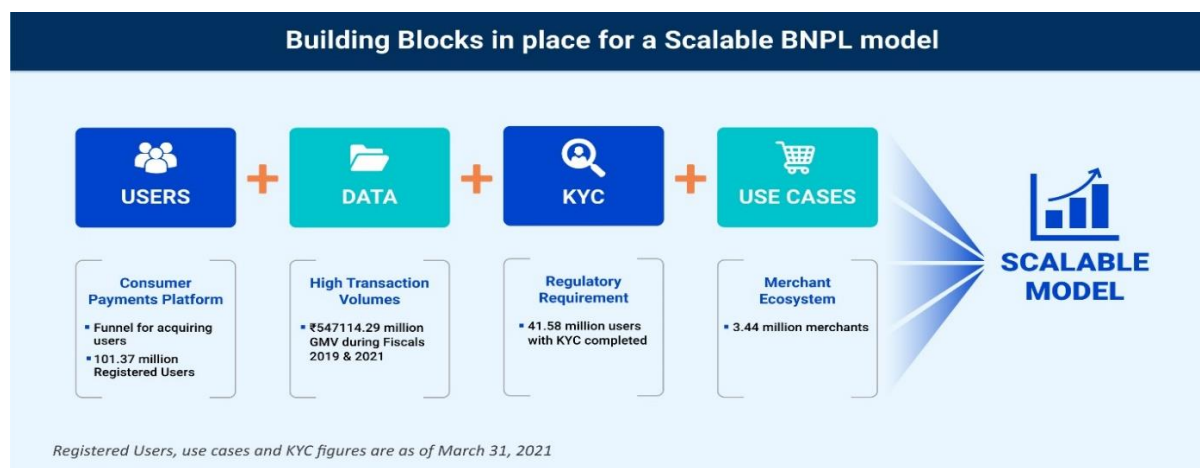 Building Blocks in place for a Scalable BNPL model
USERS
DATA
KYC
USE CASES
Consumer
Payments Platform
▪ Funnel for acquiring
users
▪ 101.37 million
Registered Users
High Transaction
Volumes
▪ ₹547114.29 million
GMV during Fiscals
2019 & 2021
Regulatory
Requirement
▪ 41.58 million users
with KYC completed
Merchant
Ecosystem
▪ 3.44 million merchants
SCALABLE
MODEL
Registered Users, use cases and KYC figures are as of March 31, 2021